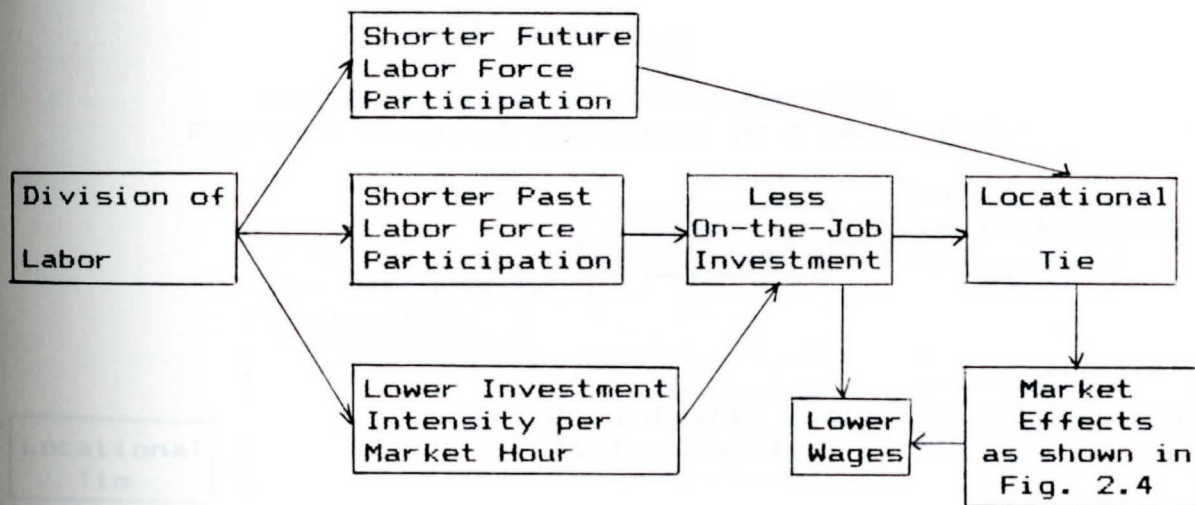 Shorter Future
Labor Force
Participation
Division of
Labor
Shorter Past
Labor Force
Participation
Less
On-the-Job
Investment
Locational
Tie
Lower Investment
Intensity per
Market Hour
Lower
Wages
Market
Effects
as shown in
Fig. 2.4
Locational